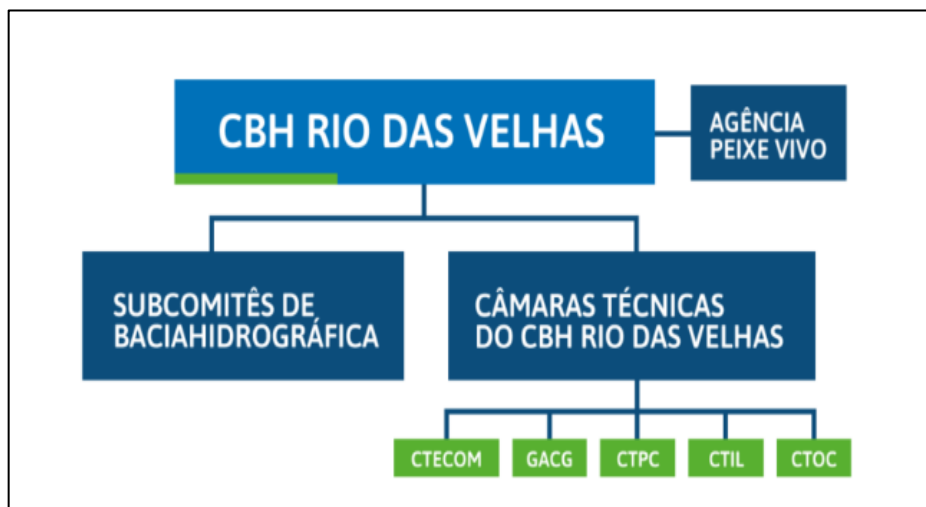 CBH RIO DAS VELHAS
AGÊNCIA
PEIXE VIVO
SUBCOMITÊS DE
BACIAHIDROGRÁFICA
CÂMARAS TÉCNICAS
DO CBH RIO DAS VELHAS
CTECOM
GACG
CTPC
CTIL
CTOC